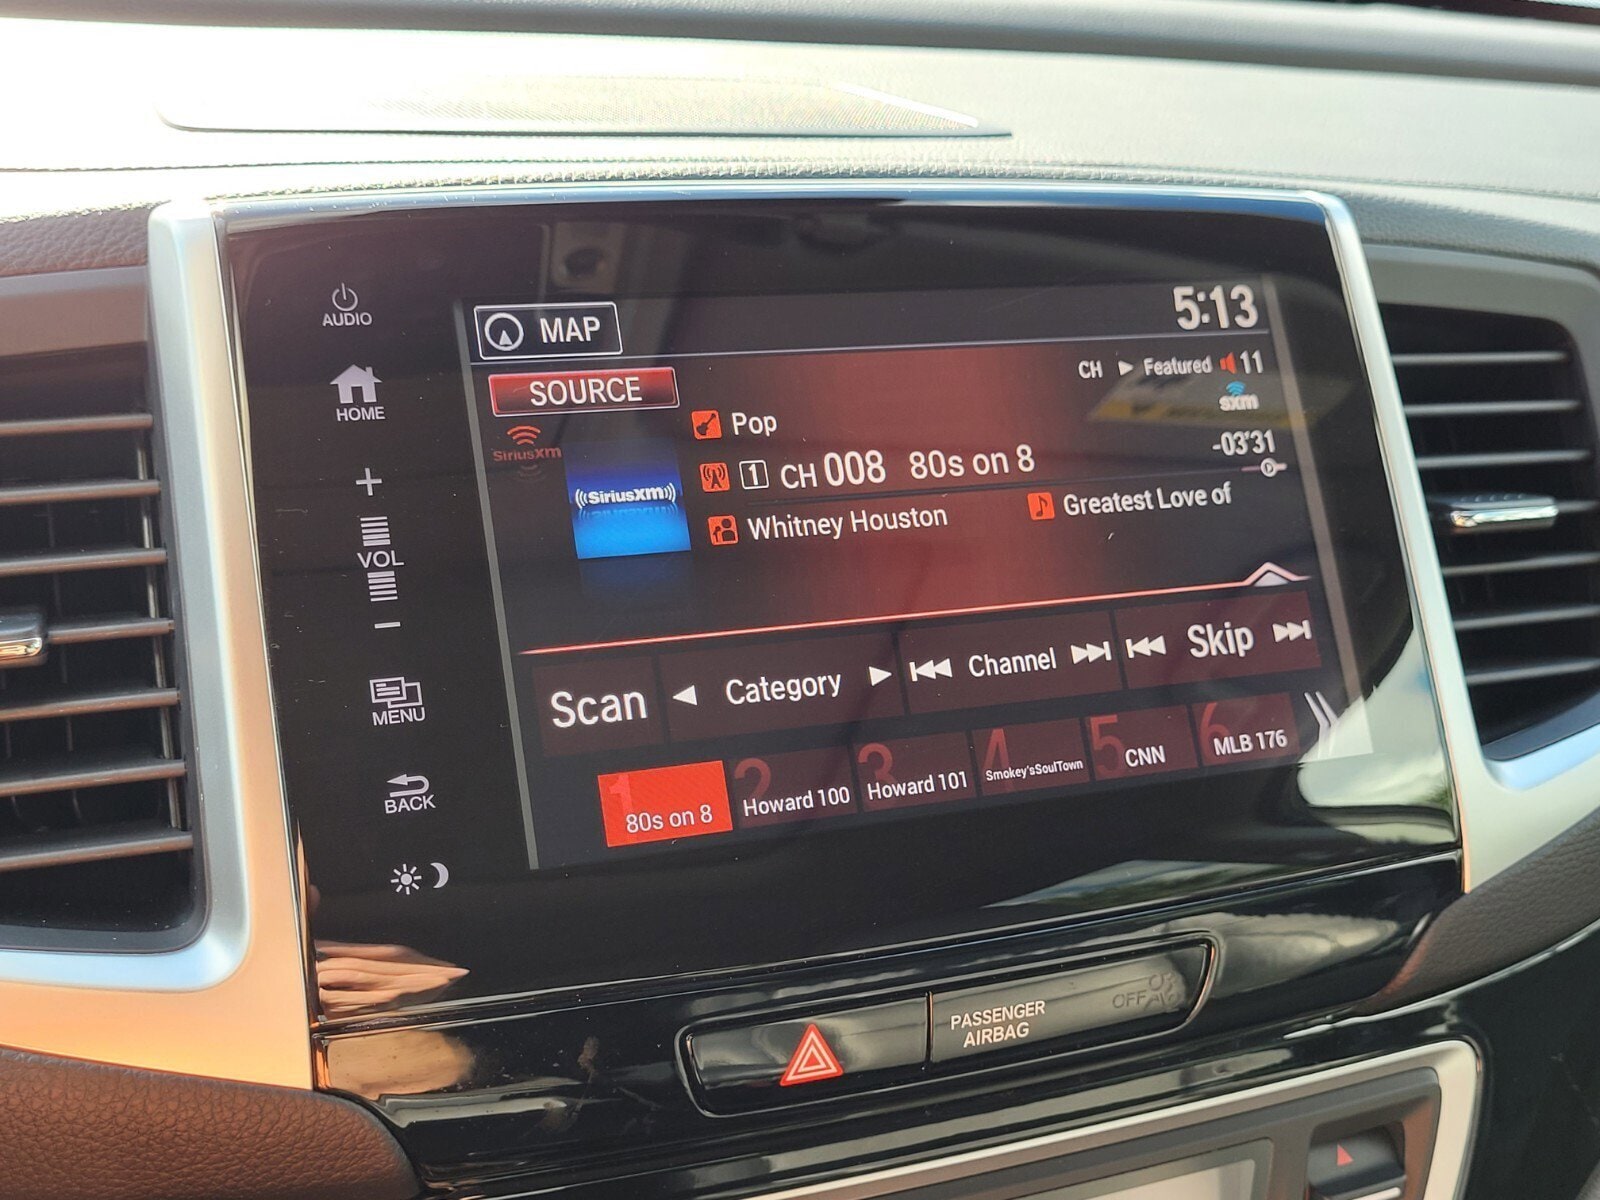 AUDIO
HOME
+
VOL
−
MENU
BACK
MAP
5:13
SOURCE
CH ▶ Featured 11
SiriusXM
sxm
Pop
-03'31
1 CH 008 80s on 8
((SiriusXM))
Whitney Houston
Greatest Love of
Scan
◀ Category ▶
⏮ Channel ⏭
⏮ Skip ⏭
1 80s on 8
2 Howard 100
3 Howard 101
4 Smokey'sSoulTown
5 CNN
6 MLB 176
PASSENGER
AIRBAG
OFF